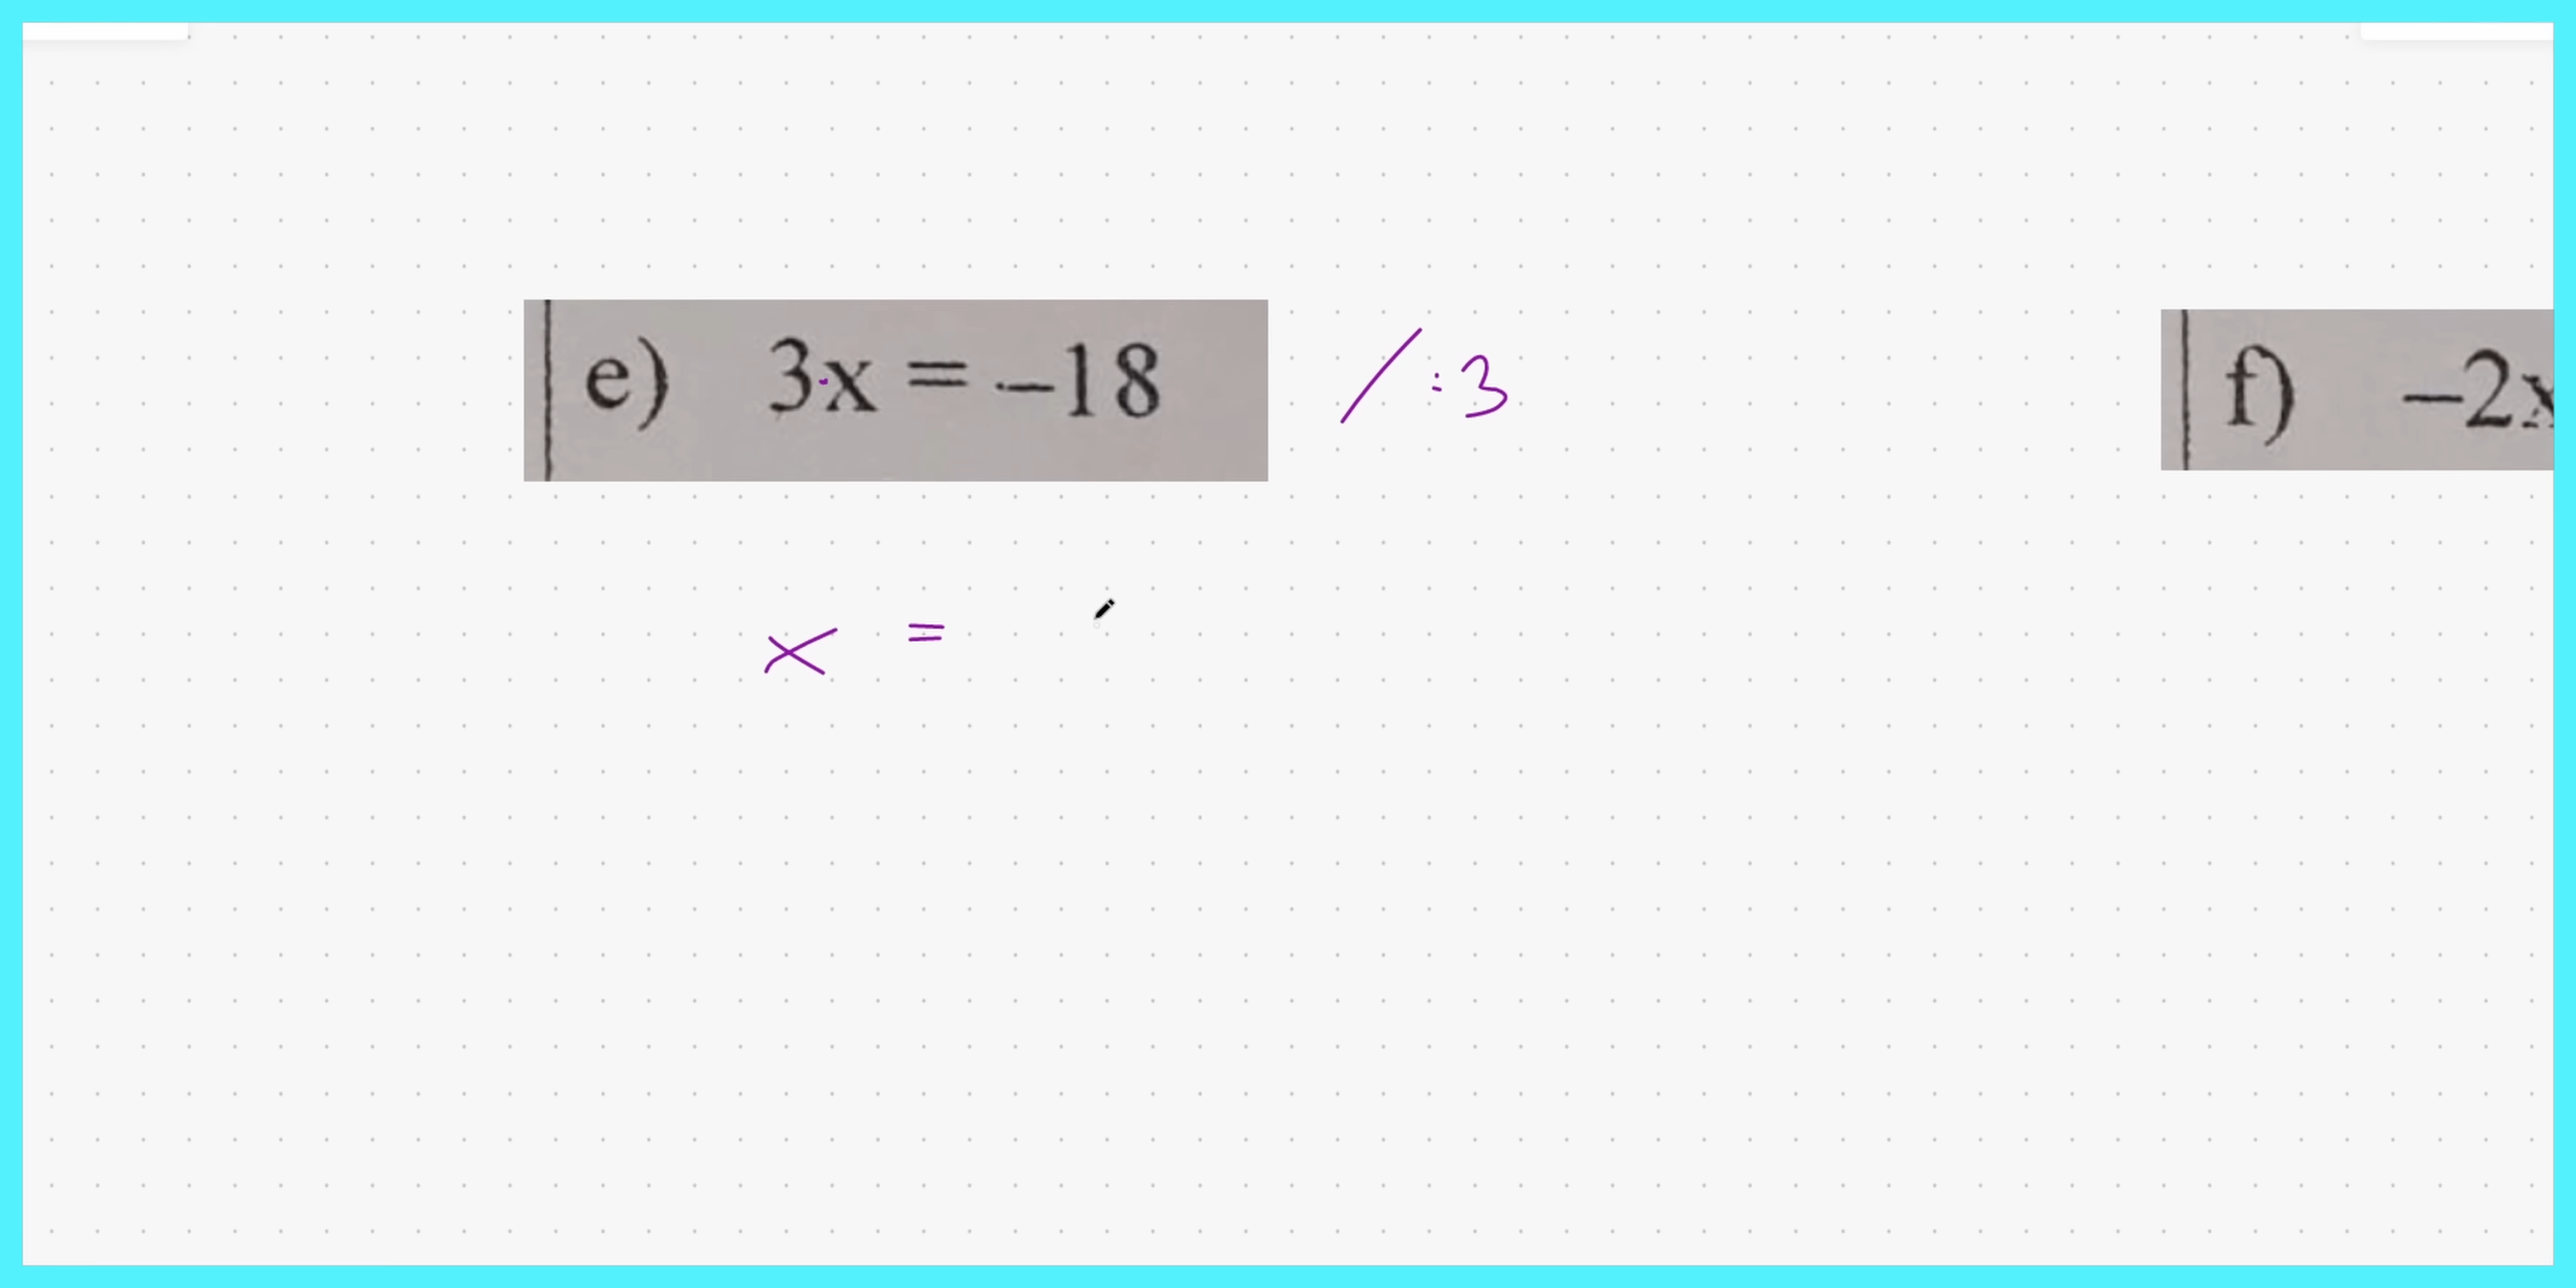 e) 3·x = –18 / : 3
f) –2x
x =